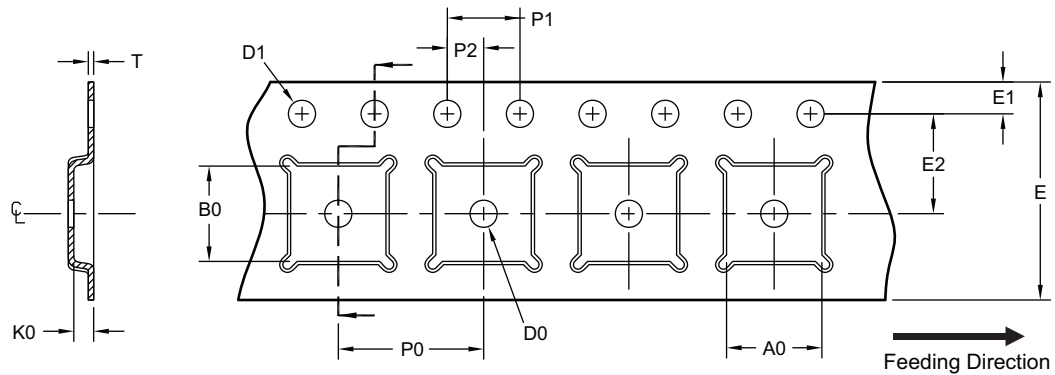 P1
T
P2
D1
E1
E2
B0
E
℄
K0
D0
P0
A0
Feeding Direction